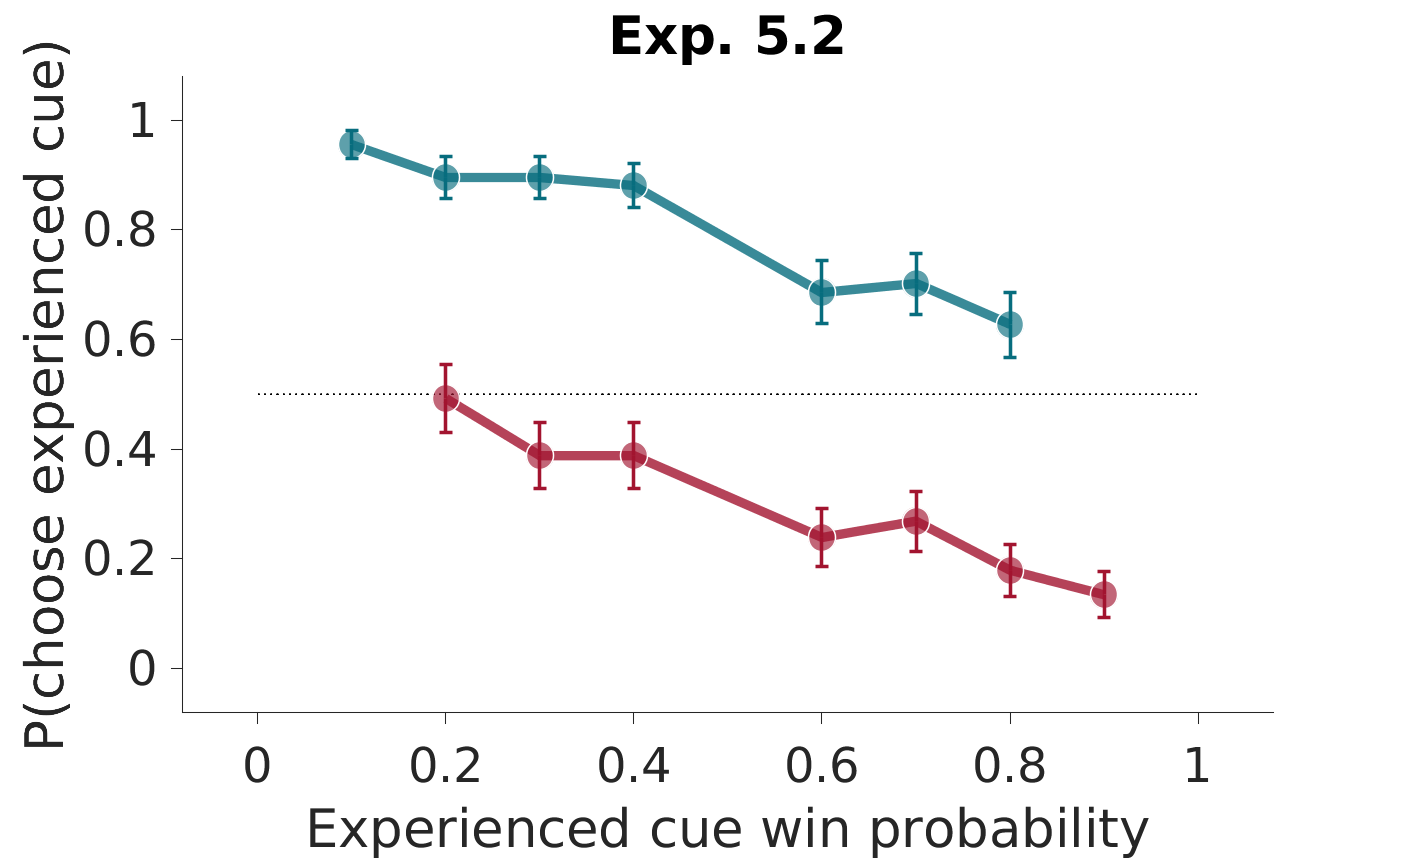 Exp. 5.2
P(choose experienced cue)
1
0.8
0.6
0.4
0.2
0
0 0.2 0.4 0.6 0.8 1
Experienced cue win probability